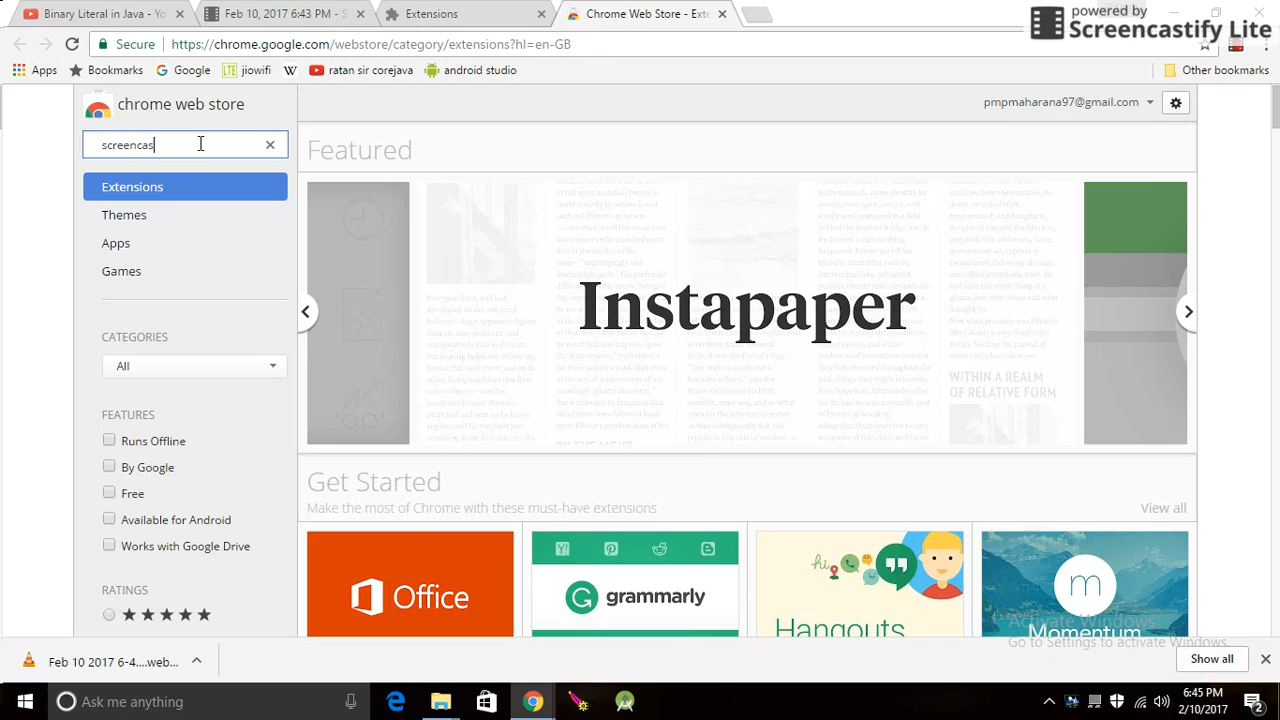 Binary Literal in Java - Yo
Feb 10, 2017 6:43 PM - S
Extensions
Chrome Web Store - Exte
powered by
Screencastify Lite
Secure
https://chrome.google.com/webstore/category/extensions?hl=en-GB
Apps
Bookmarks
Google
LTE jiowifi
W
ratan sir corejava
android studio
Other bookmarks
chrome web store
pmpmaharana97@gmail.com
screencas
Extensions
Themes
Apps
Games
CATEGORIES
All
FEATURES
Runs Offline
By Google
Free
Available for Android
Works with Google Drive
RATINGS
Featured
Instapaper
WITHIN A REALM
OF RELATIVE FORM
Get Started
Make the most of Chrome with these must-have extensions
View all
Office
grammarly
hi
Hangouts
m
Momentum
Activate Windows
Go to Settings to activate Windows.
Feb 10 2017 6-4....web...
Show all
Ask me anything
6:45 PM
2/10/2017
2